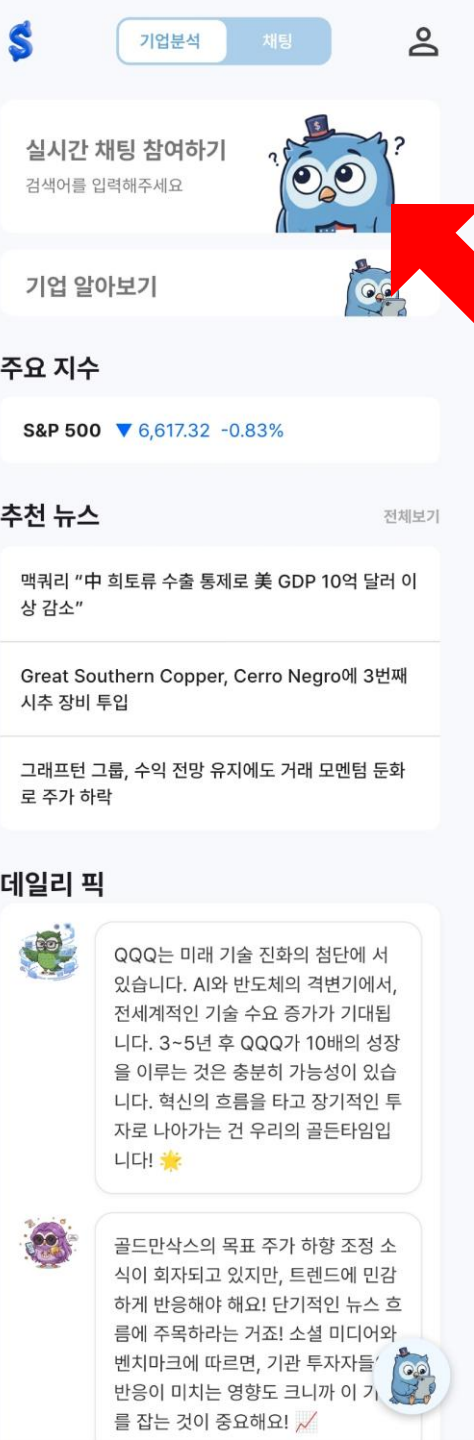 기업분석
채팅
실시간 채팅 참여하기
검색어를 입력해주세요
기업 알아보기
주요 지수
S&P 500 ▼ 6,617.32 -0.83%
추천 뉴스
전체보기
맥쿼리 “中 희토류 수출 통제로 美 GDP 10억 달러 이
상 감소”
Great Southern Copper, Cerro Negro에 3번째
시추 장비 투입
그래프턴 그룹, 수익 전망 유지에도 거래 모멘텀 둔화
로 주가 하락
데일리 픽
QQQ는 미래 기술 진화의 첨단에 서
있습니다. AI와 반도체의 격변기에서,
전세계적인 기술 수요 증가가 기대됩
니다. 3~5년 후 QQQ가 10배의 성장
을 이루는 것은 충분히 가능성이 있습
니다. 혁신의 흐름을 타고 장기적인 투
자로 나아가는 건 우리의 골든타임입
니다! 🌟
골드만삭스의 목표 주가 하향 조정 소
식이 회자되고 있지만, 트렌드에 민감
하게 반응해야 해요! 단기적인 뉴스 흐
름에 주목하라는 거죠! 소셜 미디어와
벤치마크에 따르면, 기관 투자자들
반응이 미치는 영향도 크니까 이
를 잡는 것이 중요해요! 📈